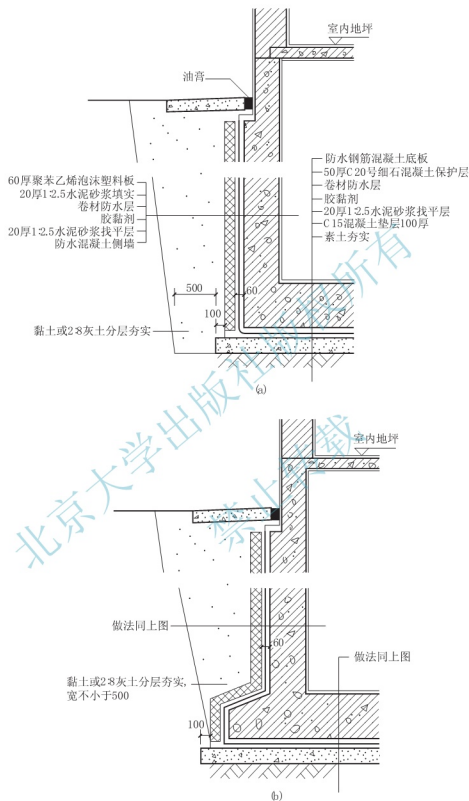 室内地坪
油膏
60厚聚苯乙烯泡沫塑料板
20厚1:2.5水泥砂浆填实
卷材防水层
胶黏剂
20厚1:2.5水泥砂浆找平层
防水混凝土侧墙
防水钢筋混凝土底板
50厚C20号细石混凝土保护层
卷材防水层
胶黏剂
20厚1:2.5水泥砂浆找平层
C15混凝土垫层100厚
素土夯实
500
60
100
黏土或2:8灰土分层夯实
(a)
室内地坪
做法同上图
60
做法同上图
黏土或2:8灰土分层夯实,
宽不小于500
100
(b)
北京大学出版社版权所有
禁止转载